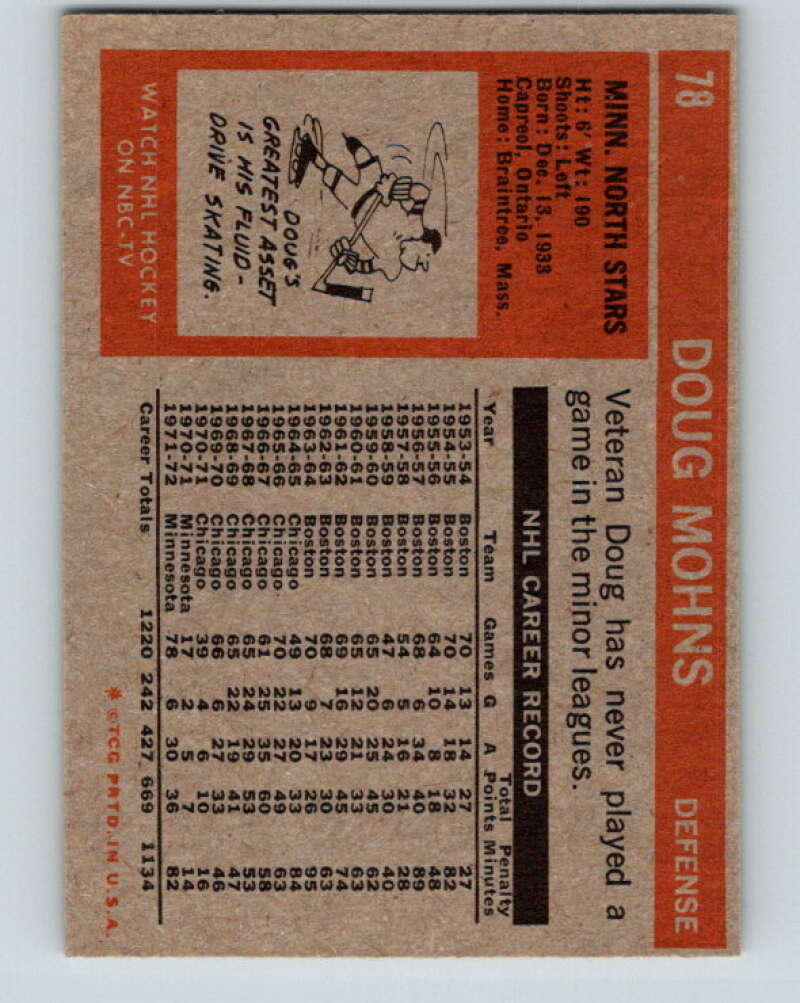 78 DOUG MOHNS DEFENSE
MINN. NORTH STARS
Ht: 6' Wt: 190
Shoots: Left
Born: Dec. 13, 1933
Capreol, Ontario
Home: Braintree, Mass.
DOUG'S
GREATEST ASSET
IS HIS FLUID-
DRIVE SKATING.
WATCH NHL HOCKEY
ON NBC-TV
Veteran Doug has never played a
game in the minor leagues.
NHL CAREER RECORD
Total Penalty
Year Team Games G A Points Minutes
1953-54 Boston 70 13 14 27 27
1954-55 Boston 70 14 18 32 82
1955-56 Boston 64 10 8 18 48
1956-57 Boston 68 6 34 40 89
1957-58 Boston 54 5 16 21 28
1958-59 Boston 47 6 24 30 40
1959-60 Boston 65 20 25 45 62
1960-61 Boston 65 12 21 33 63
1961-62 Boston 69 16 29 45 74
1962-63 Boston 68 7 23 30 63
1963-64 Boston 70 9 17 26 95
1964-65 Chicago 49 13 20 33 84
1965-66 Chicago 70 22 27 49 63
1966-67 Chicago 61 25 35 60 58
1967-68 Chicago 65 24 29 53 53
1968-69 Chicago 65 22 19 41 47
1969-70 Chicago 66 6 27 33 46
1970-71 Chicago 39 4 6 10 16
1970-71 Minnesota 17 2 5 7 14
1971-72 Minnesota 78 6 30 36 82
Career Totals 1220 242 427 669 1134
* ©TCG PRTD. IN U.S.A.